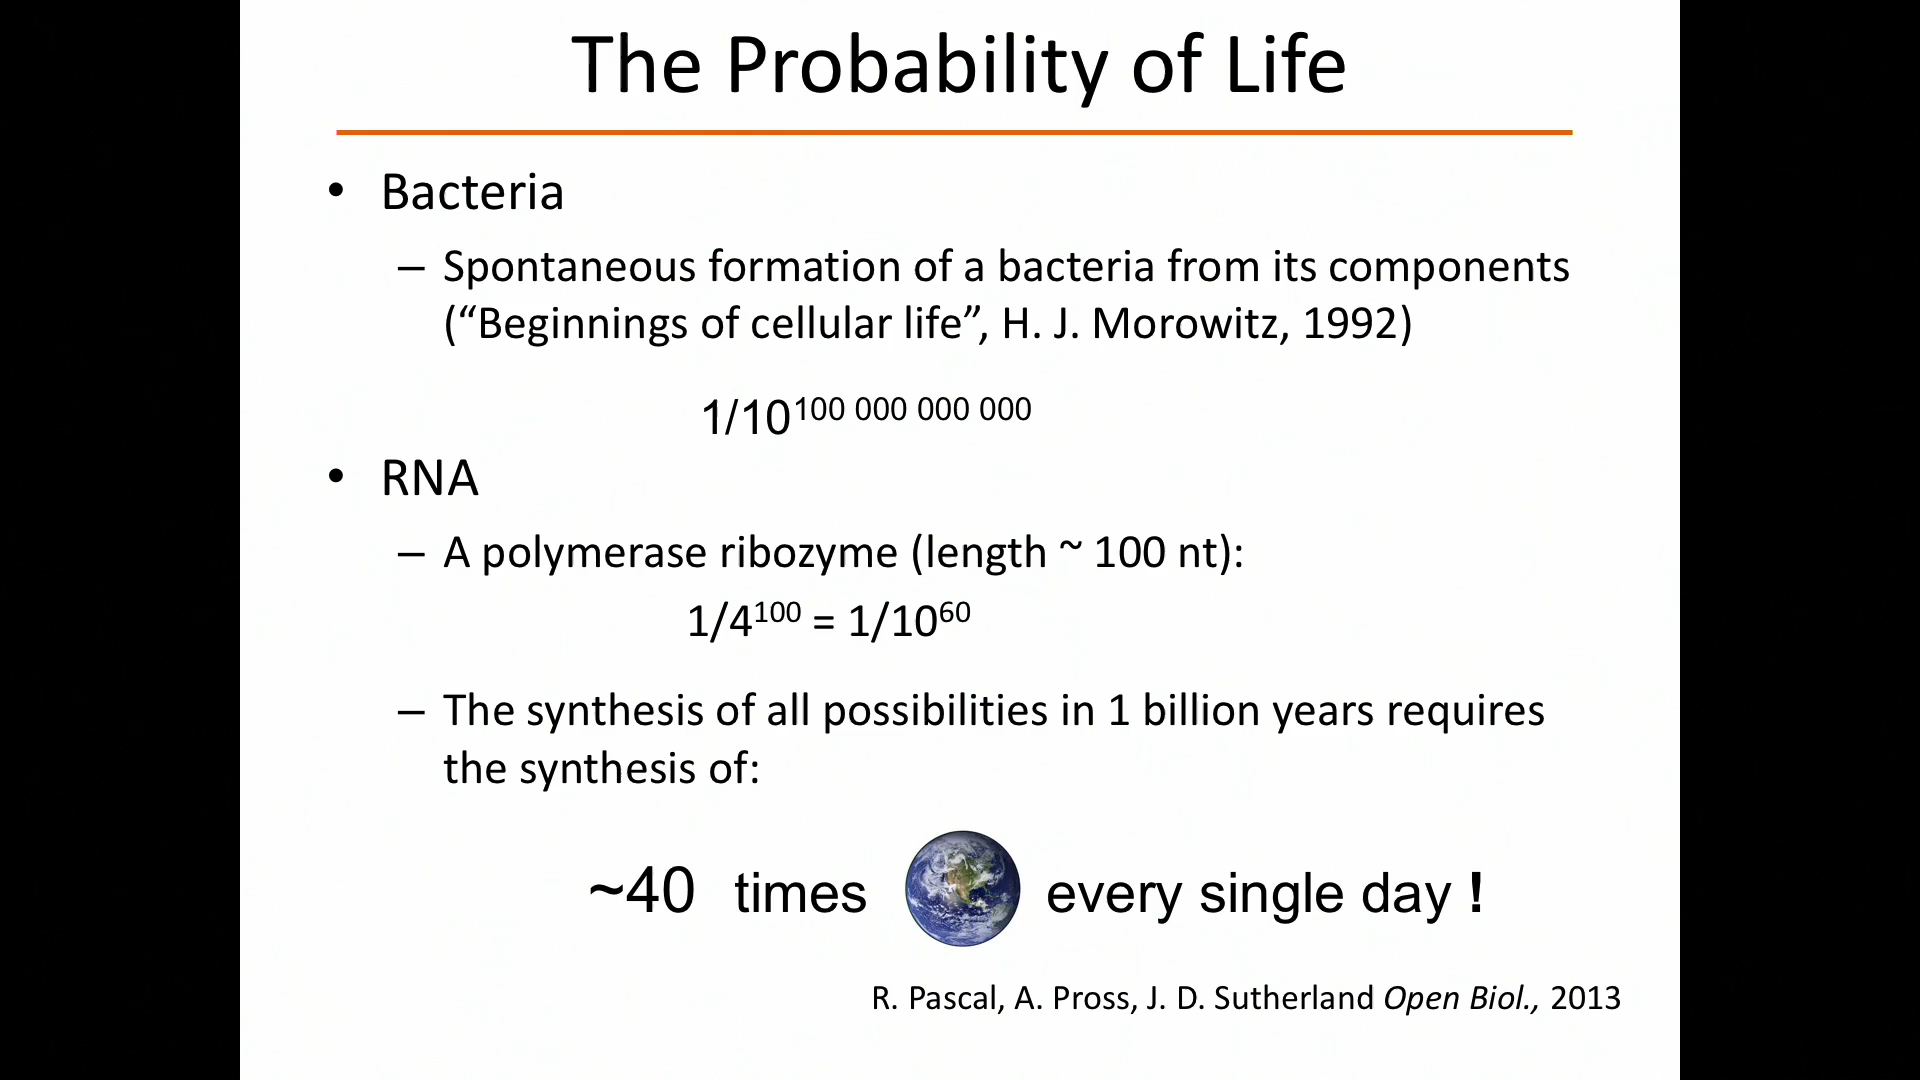 The Probability of Life
• Bacteria
– Spontaneous formation of a bacteria from its components
(“Beginnings of cellular life”, H. J. Morowitz, 1992)
1/10¹⁰⁰ ⁰⁰⁰ ⁰⁰⁰ ⁰⁰⁰
• RNA
– A polymerase ribozyme (length ~ 100 nt):
1/4¹⁰⁰ = 1/10⁶⁰
– The synthesis of all possibilities in 1 billion years requires
the synthesis of:
~40 times every single day !
R. Pascal, A. Pross, J. D. Sutherland Open Biol., 2013